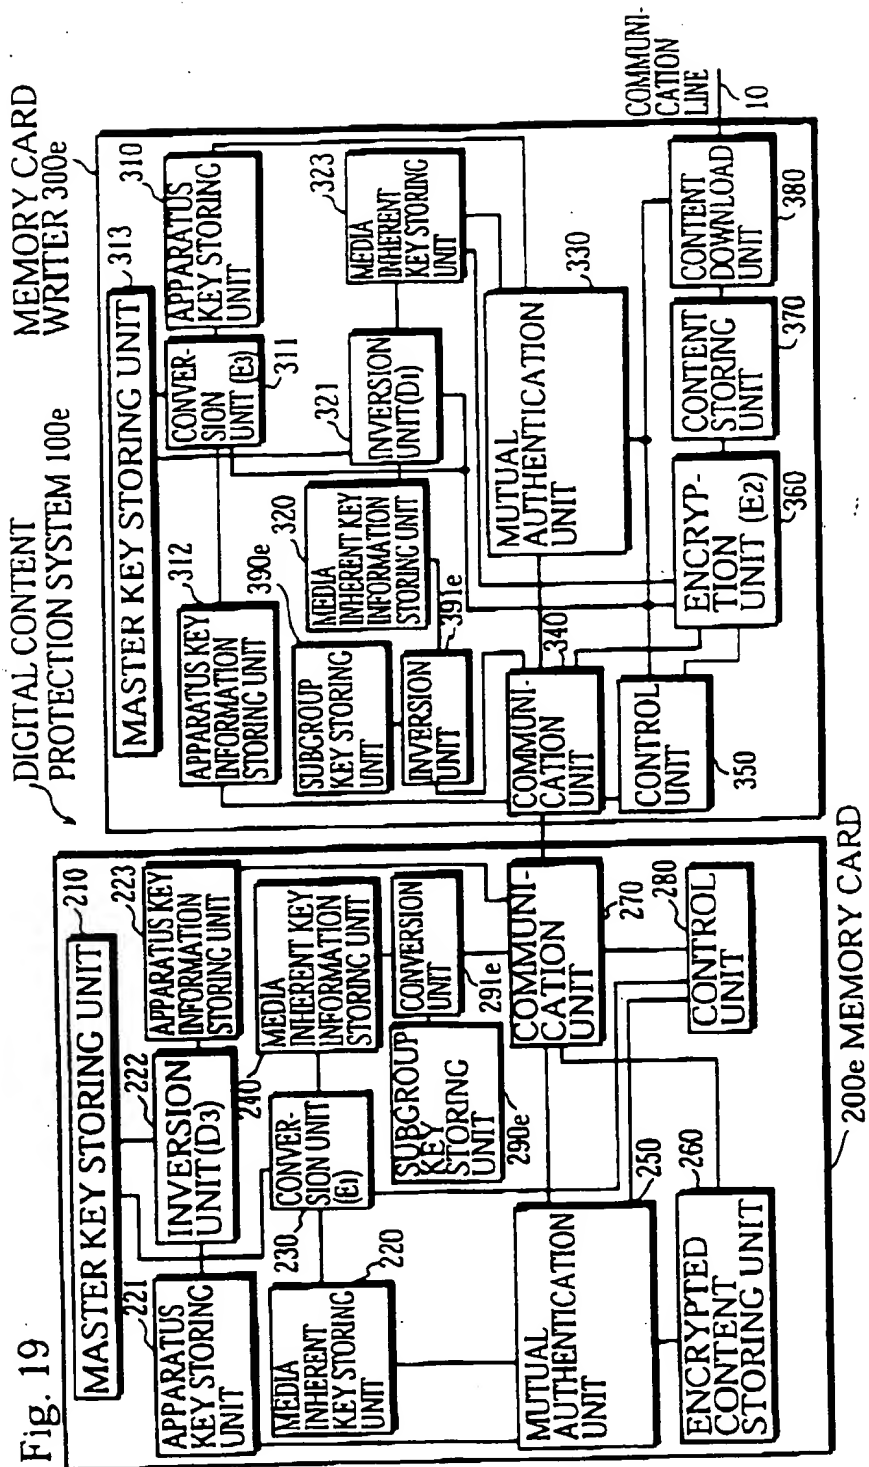 Fig. 19
DIGITAL CONTENT
PROTECTION SYSTEM 100e
MEMORY CARD
WRITER 300e
MASTER KEY STORING UNIT
210
221
APPARATUS
KEY STORING
UNIT
222
INVERSION
UNIT(D3)
223
APPARATUS KEY
INFORMATION
STORING UNIT
220
MEDIA
INHERENT
KEY STORING
UNIT
230
CONVER-
SION UNIT
(E1)
240
MEDIA
INHERENT KEY
INFORMATION
STORING UNIT
CONVERSION
UNIT
291e
SUBGROUP
KEY
STORING
UNIT
290e
MUTUAL
AUTHENTICATION
UNIT
250
COMMUNI-
CATION
UNIT
270
ENCRYPTED
CONTENT
STORING UNIT
260
CONTROL
UNIT
280
200e MEMORY CARD
MASTER KEY STORING UNIT
313
312
APPARATUS KEY
INFORMATION
STORING UNIT
CONVER-
SION
UNIT (E3)
311
APPARATUS
KEY STORING
UNIT
310
390e
SUBGROUP
KEY STORING
UNIT
320
MEDIA
INHERENT KEY
INFORMATION
STORING UNIT
321
INVERSION
UNIT(D1)
323
MEDIA
INHERENT
KEY STORING
UNIT
INVERSION
UNIT
391e
COMMUNI-
CATION
UNIT
340
MUTUAL
AUTHENTICATION
UNIT
330
CONTROL
UNIT
350
ENCRYP-
TION
UNIT (E2)
360
CONTENT
STORING
UNIT
370
CONTENT
DOWNLOAD
UNIT
380
COMMUNI-
CATION
LINE
10